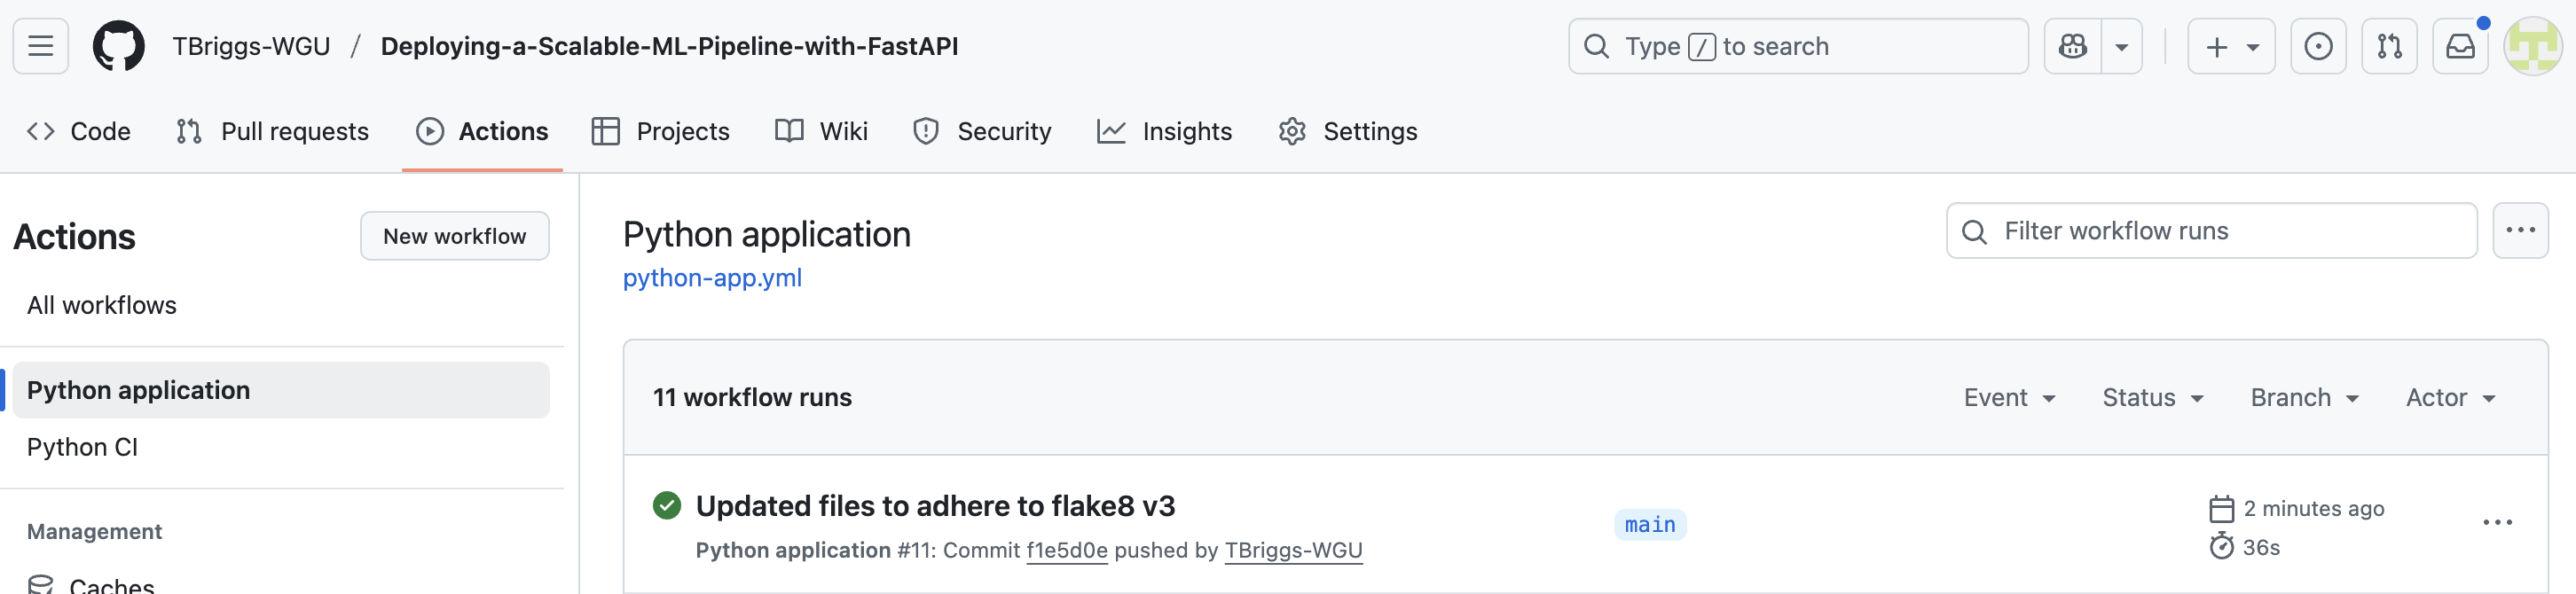 TBriggs-WGU / Deploying-a-Scalable-ML-Pipeline-with-FastAPI
Type / to search
Code
Pull requests
Actions
Projects
Wiki
Security
Insights
Settings
Actions
New workflow
All workflows
Python application
Python CI
Management
Caches
Python application
python-app.yml
Filter workflow runs
11 workflow runs
Event
Status
Branch
Actor
Updated files to adhere to flake8 v3
Python application #11: Commit f1e5d0e pushed by TBriggs-WGU
main
2 minutes ago
36s